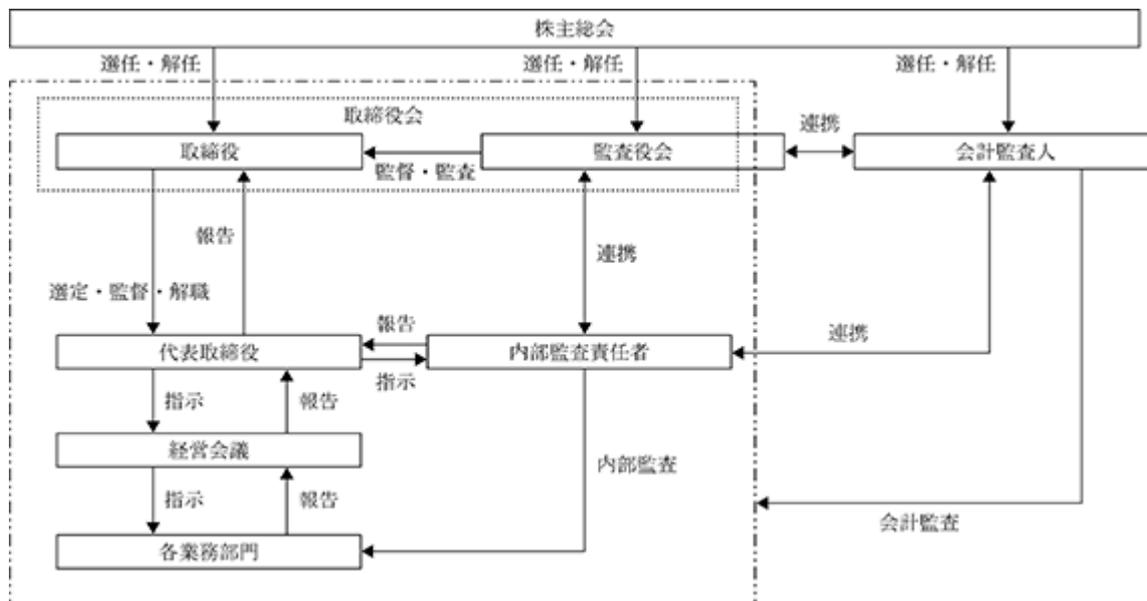 株主総会
選任・解任
選任・解任
選任・解任
取締役会
取締役
監査役会
連携
会計監査人
監督・監査
報告
連携
選定・監督・解職
報告
連携
代表取締役
内部監査責任者
指示
指示
報告
経営会議
内部監査
指示
報告
会計監査
各業務部門